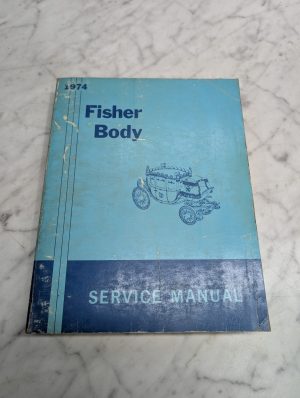 1974
Fisher
Body
SERVICE MANUAL